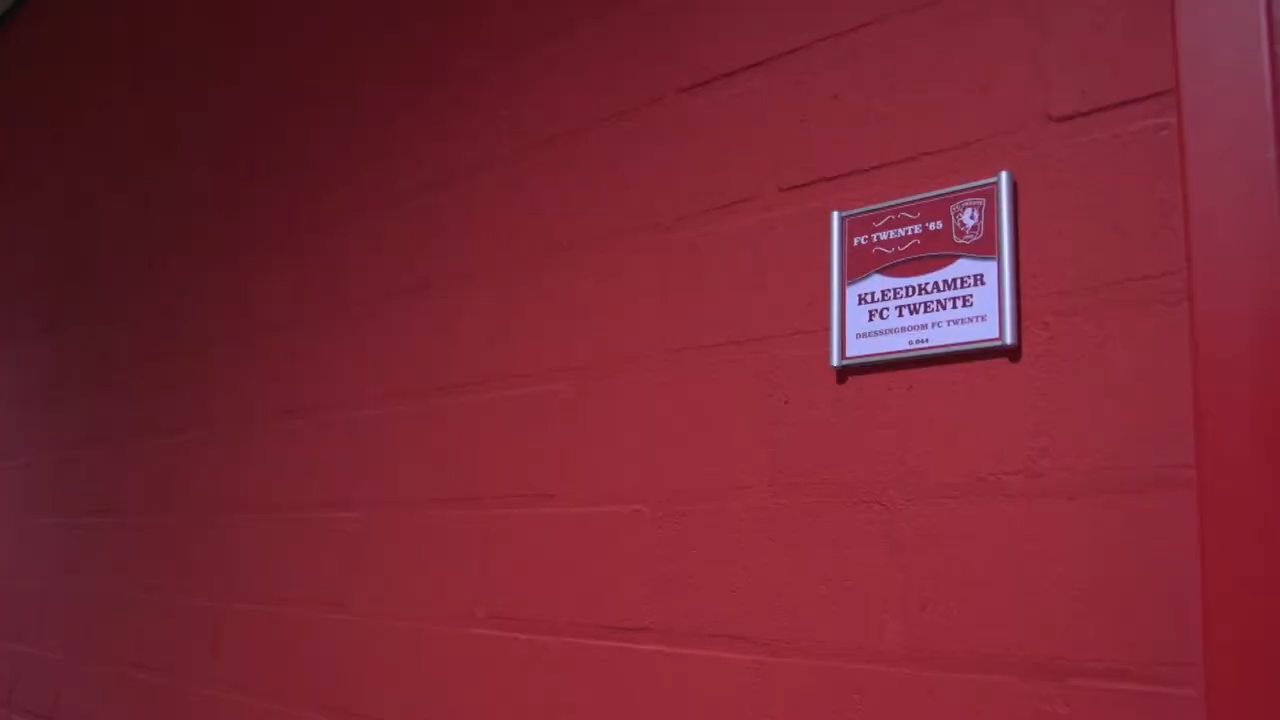 FC TWENTE '65
KLEEDKAMER
FC TWENTE
DRESSINGROOM FC TWENTE
0.044